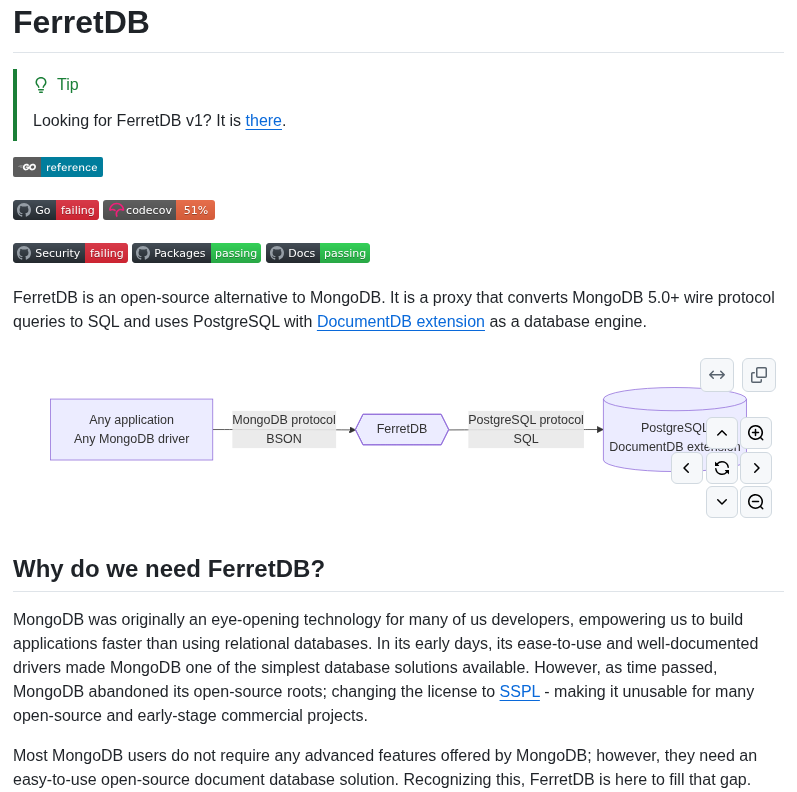 FerretDB
Tip
Looking for FerretDB v1? It is there.
GO reference
Go failing codecov 51%
Security failing Packages passing Docs passing
FerretDB is an open-source alternative to MongoDB. It is a proxy that converts MongoDB 5.0+ wire protocol
queries to SQL and uses PostgreSQL with DocumentDB extension as a database engine.
Any application
Any MongoDB driver
MongoDB protocol
BSON
FerretDB
PostgreSQL protocol
SQL
PostgreSQL
DocumentDB extension
Why do we need FerretDB?
MongoDB was originally an eye-opening technology for many of us developers, empowering us to build
applications faster than using relational databases. In its early days, its ease-to-use and well-documented
drivers made MongoDB one of the simplest database solutions available. However, as time passed,
MongoDB abandoned its open-source roots; changing the license to SSPL - making it unusable for many
open-source and early-stage commercial projects.
Most MongoDB users do not require any advanced features offered by MongoDB; however, they need an
easy-to-use open-source document database solution. Recognizing this, FerretDB is here to fill that gap.